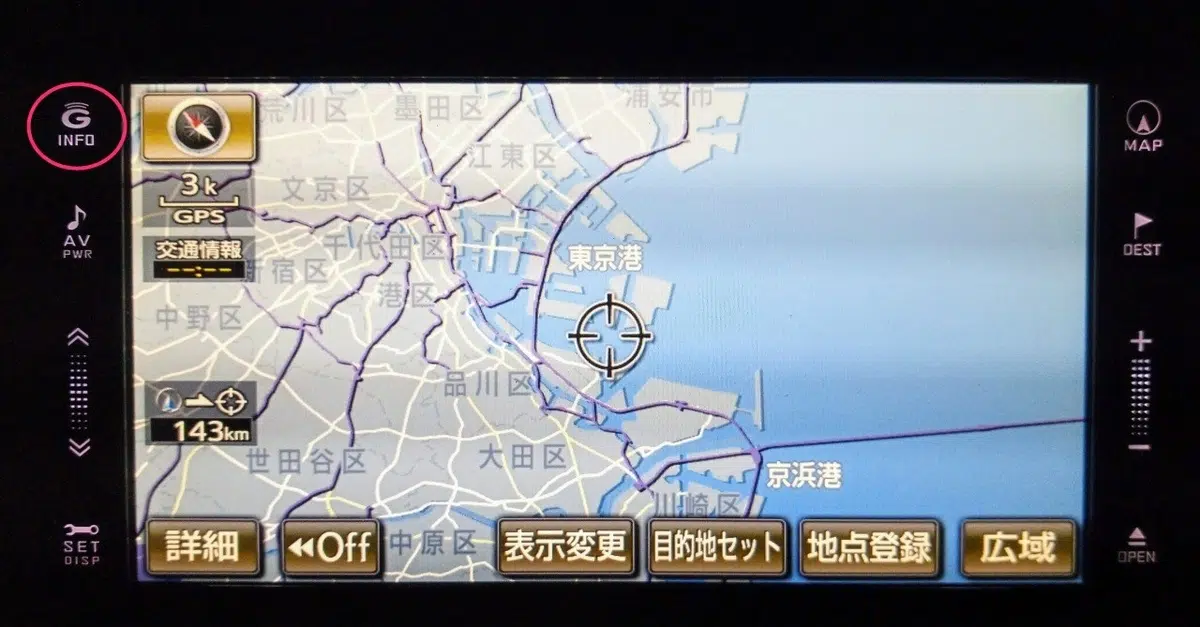 G
INFO
AV
PWR
SET
DISP
荒川区
墨田区
浦安市
江東区
3k
文京区
GPS
千代田区
交通情報
--:--
新宿区
東京港
港区
中野区
品川区
143km
世田谷区
大田区
京浜港
川崎区
中原区
詳細
◀◀Off
表示変更
目的地セット
地点登録
広域
MAP
DEST
+
−
OPEN